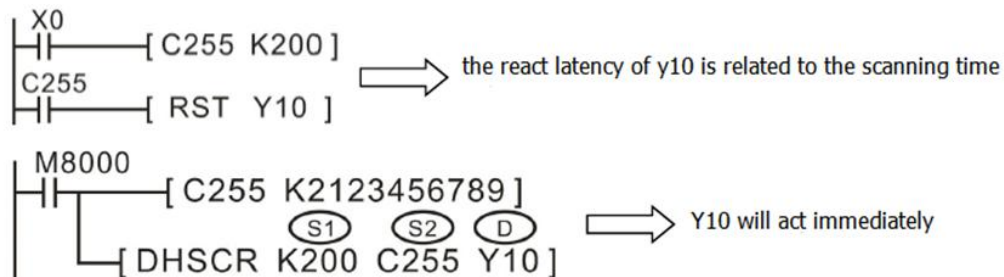 X0
[ C255 K200 ]
the react latency of y10 is related to the scanning time
C255
[ RST Y10 ]
M8000
[ C255 K2123456789 ]
S1 S2 D
Y10 will act immediately
[ DHSCR K200 C255 Y10 ]